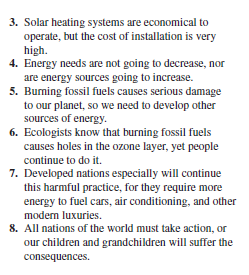 3. Solar heating systems are economical to
operate, but the cost of installation is very
high.
4. Energy needs are not going to decrease, nor
are energy sources going to increase.
5. Burning fossil fuels causes serious damage
to our planet, so we need to develop other
sources of energy.
6. Ecologists know that burning fossil fuels
causes holes in the ozone layer, yet people
continue to do it.
7. Developed nations especially will continue
this harmful practice, for they require more
energy to fuel cars, air conditioning, and other
modern luxuries.
8. All nations of the world must take action, or
our children and grandchildren will suffer the
consequences.